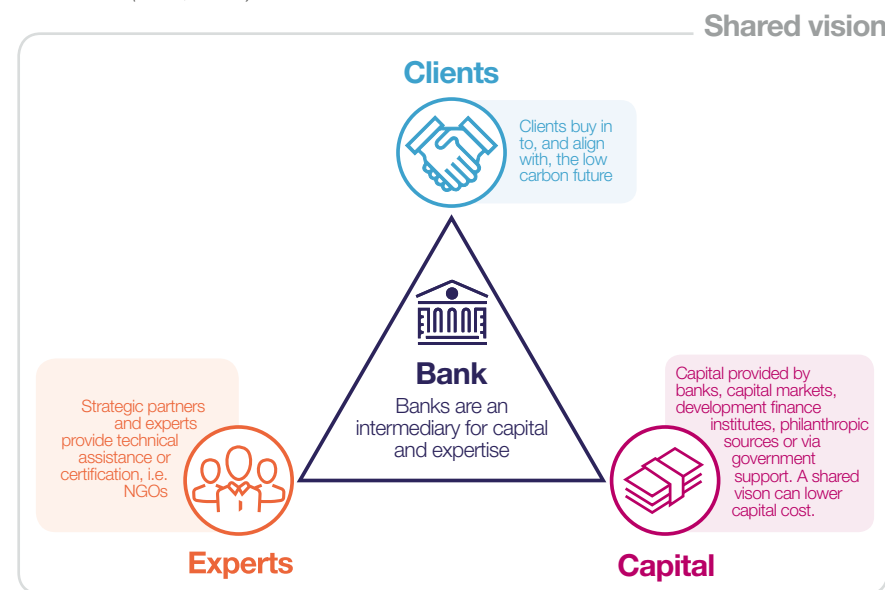 Shared vision
Clients
Clients buy in
to, and align
with, the low
carbon future
Bank
Banks are an
intermediary for capital
and expertise
Strategic partners
and experts
provide technical
assistance or
certification, i.e.
NGOs
Experts
Capital provided by
banks, capital markets,
development finance
institutes, philanthropic
sources or via
government
support. A shared
vison can lower
capital cost.
Capital